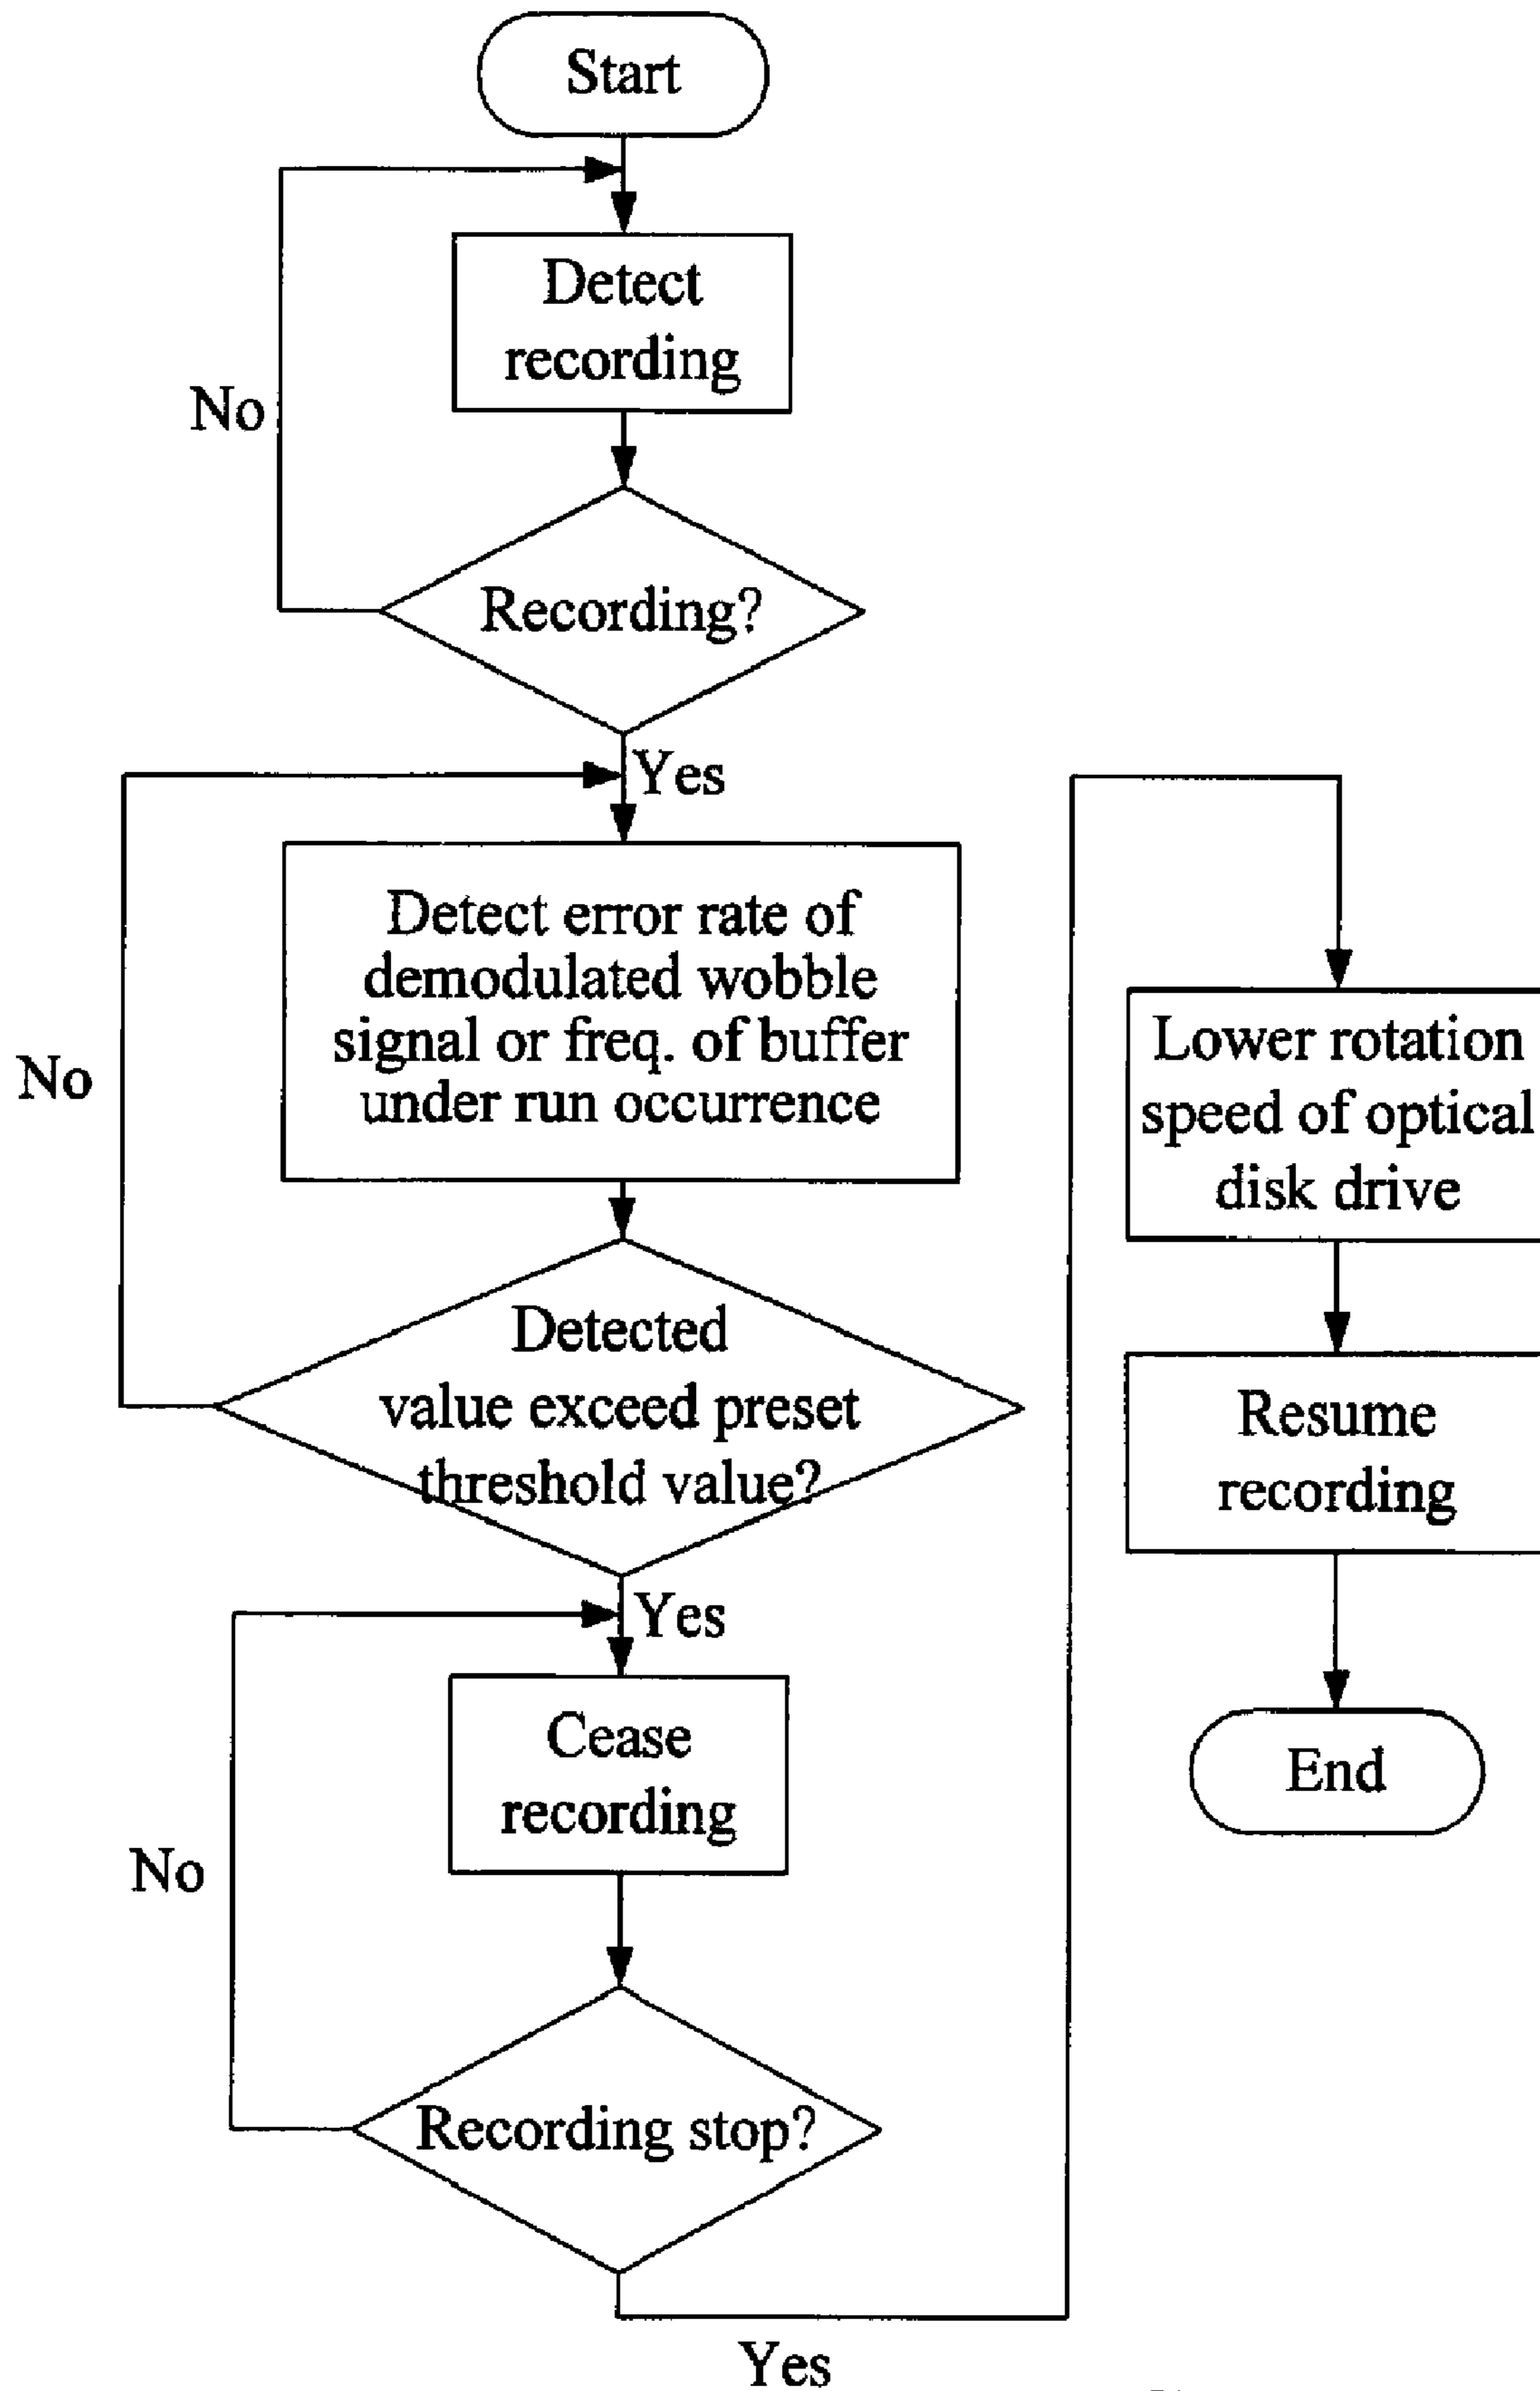 Start
Detect
recording
No
Recording?
Yes
Detect error rate of
demodulated wobble
signal or freq. of buffer
under run occurrence
No
Detected
value exceed preset
threshold value?
Yes
Cease
recording
No
Recording stop?
Yes
Lower rotation
speed of optical
disk drive
Resume
recording
End